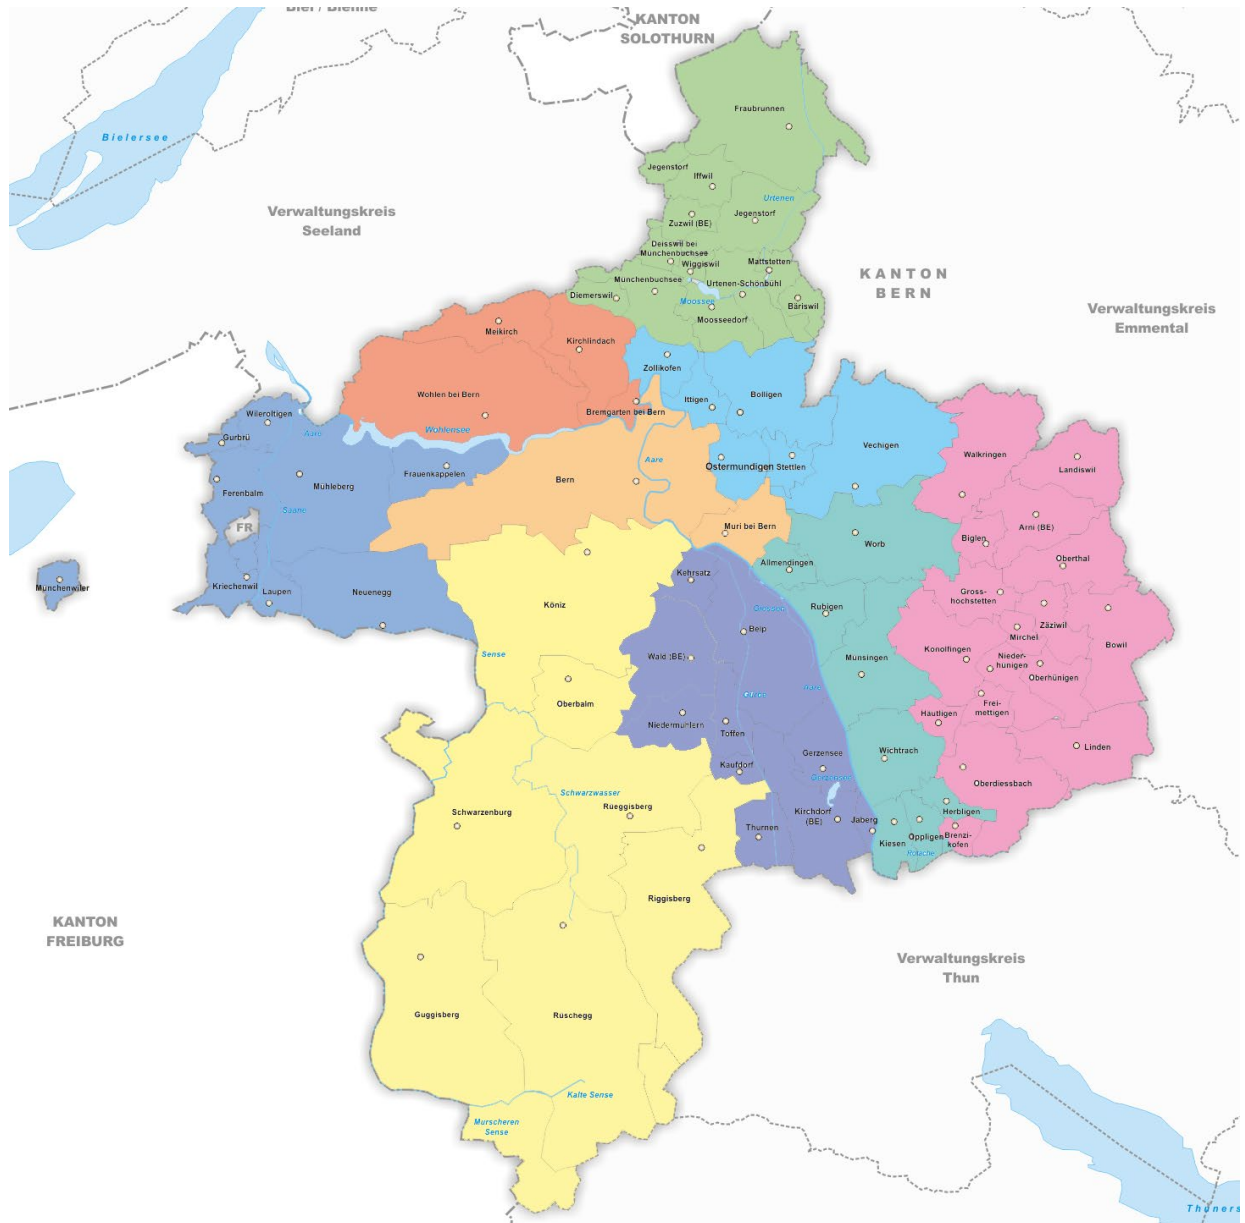 Biel / Bienne
KANTON
SOLOTHURN
Fraubrunnen
Bielersee
Jegenstorf
Iffwil
Urtenen
Verwaltungskreis
Seeland
Jegenstorf
Zuzwil (BE)
Deisswil bei
Münchenbuchsee
Wiggiswil
Mattstetten
KANTON
BERN
Münchenbuchsee
Urtenen-Schönbühl
Diemerswil
Moossee
Bäriswil
Moosseedorf
Verwaltungskreis
Emmental
Meikirch
Kirchlindach
Zollikofen
Wohlen bei Bern
Ittigen
Bolligen
Bremgarten bei Bern
Wileroltigen
Aare
Wohlensee
Gurbrü
Vechigen
Walkringen
Aare
Ostermundigen
Stettlen
Landiswil
Frauenkappelen
Bern
Mühleberg
Ferenbalm
Saane
FR
Muri bei Bern
Arni (BE)
Worb
Biglen
Allmendingen
Oberthal
Kehrsatz
Münchenwiler
Kriechenwil
Laupen
Neuenegg
Köniz
Giessen
Rubigen
Gross-
höchstetten
Zäziwil
Belp
Mirchel
Bowil
Sense
Wald (BE)
Münsingen
Konolfingen
Nieder-
hünigen
Oberhünigen
Gürbe
Aare
Oberbalm
Häutligen
Frei-
mettigen
Niedermuhlern
Toffen
Wichtrach
Linden
Gerzensee
Kaufdorf
Gerzensee
Oberdiessbach
Schwarzwasser
Rüeggisberg
Schwarzenburg
Kirchdorf
(BE)
Jaberg
Herbligen
Thurnen
Kiesen
Oppligen
Brenzi-
kofen
Rotache
Riggisberg
KANTON
FREIBURG
Verwaltungskreis
Thun
Guggisberg
Rüschegg
Kalte Sense
Muscheren
Sense
Thuners